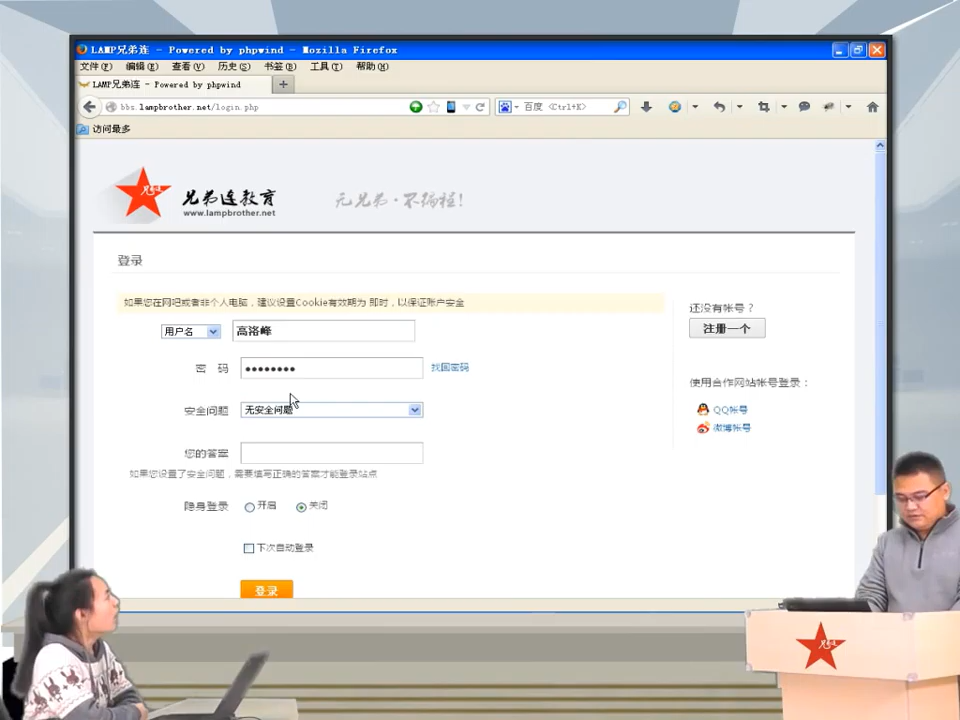 LAMP兄弟连 - Powered by phpwind - Mozilla Firefox
文件(F) 编辑(E) 查看(V) 历史(S) 书签(B) 工具(T) 帮助(H)
LAMP兄弟连 - Powered by phpwind
bbs.lampbrother.net/login.php
百度 <Ctrl+K>
访问最多
兄弟连
兄弟连教育
www.lampbrother.net
无兄弟·不编程！
登录
如果您在网吧或者非个人电脑，建议设置Cookie有效期为 即时，以保证账户安全
用户名 高洛峰
密 码 ●●●●●●●● 找回密码
安全问题 无安全问题
您的答案
如果您设置了安全问题，需要填写正确的答案才能登录站点
隐身登录 开启 关闭
下次自动登录
登录
还没有帐号？
注册一个
使用合作网站帐号登录：
QQ帐号
微博帐号